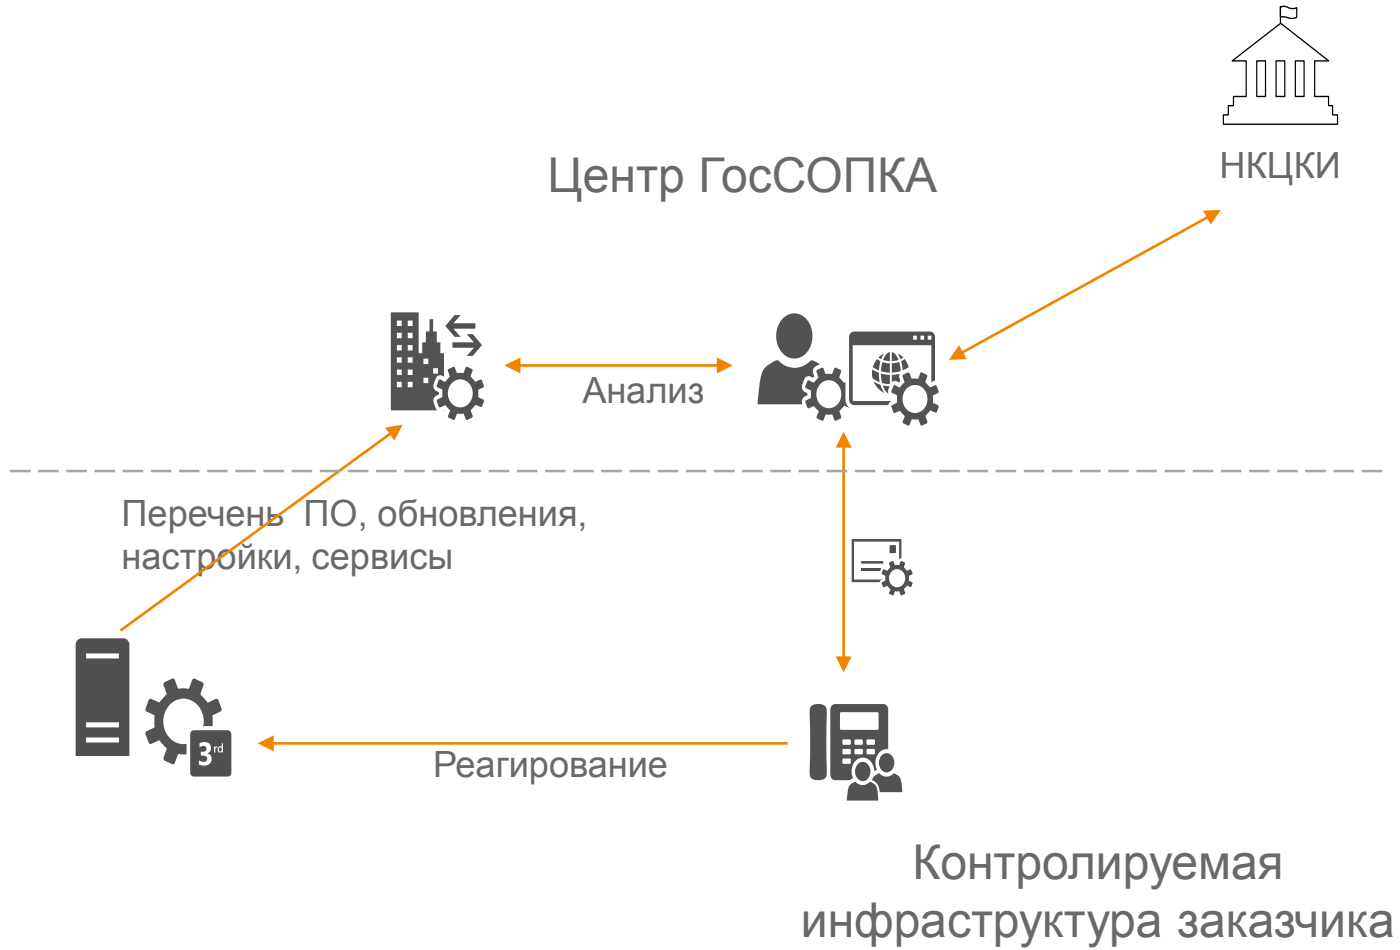 НКЦКИ
Центр ГосСОПКА
Анализ
Перечень ПО, обновления,
настройки, сервисы
3rd
Реагирование
Контролируемая
инфраструктура заказчика